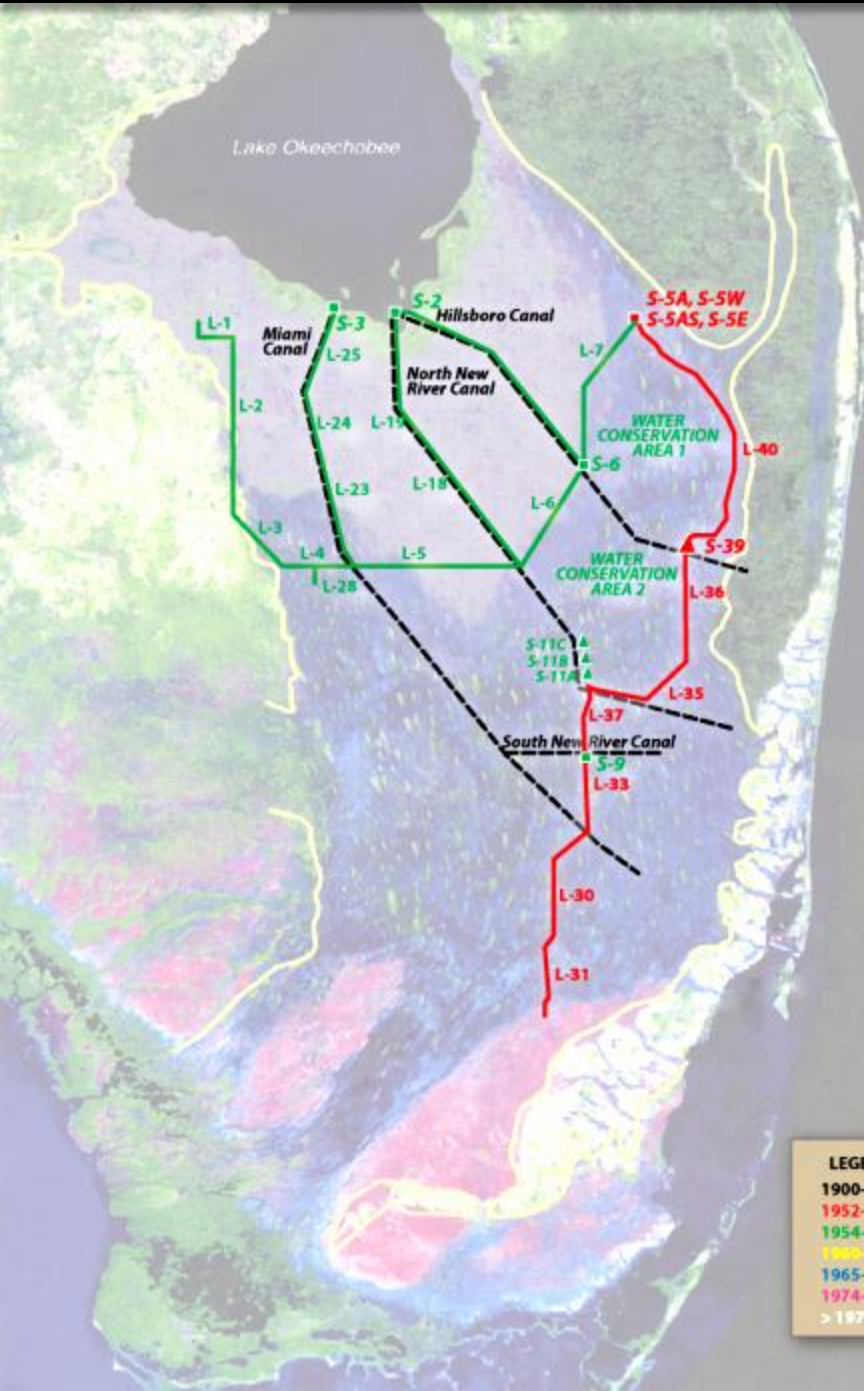 Lake Okeechobee
S-5A, S-5W
S-5AS, S-5E
S-2
Hillsboro Canal
L-1
S-3
Miami
Canal
L-25
L-7
North New
River Canal
L-2
L-24
L-19
WATER
CONSERVATION
AREA 1
L-40
S-6
L-18
L-23
L-6
L-3
L-4
L-5
S-39
WATER
CONSERVATION
AREA 2
L-28
L-36
S-11C
S-11B
S-11A
L-35
L-37
South New River Canal
S-9
L-33
L-30
L-31
LEGE
1900-
1952-
1954-
1960-
1965-
1974-
> 197